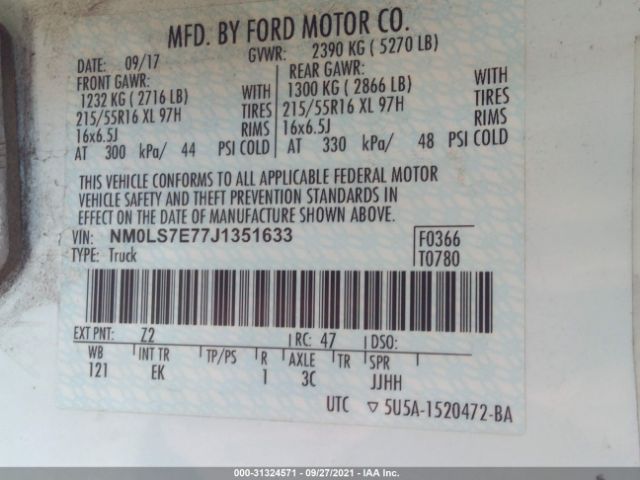 MFD. BY FORD MOTOR CO.
DATE: 09/17 GVWR: 2390 KG ( 5270 LB)
FRONT GAWR: REAR GAWR:
1232 KG ( 2716 LB) WITH 1300 KG ( 2866 LB) WITH
215/55R16 XL 97H TIRES 215/55R16 XL 97H TIRES
16x6.5J RIMS 16x6.5J RIMS
AT 300 kPa/ 44 PSI COLD AT 330 kPa/ 48 PSI COLD
THIS VEHICLE CONFORMS TO ALL APPLICABLE FEDERAL MOTOR
VEHICLE SAFETY AND THEFT PREVENTION STANDARDS IN
EFFECT ON THE DATE OF MANUFACTURE SHOWN ABOVE.
VIN: NM0LS7E77J1351633 F0366
TYPE: Truck T0780
EXT PNT: Z2 RC: 47 DSO:
WB INT TR TP/PS R AXLE TR SPR
121 EK 1 3C JJHH
UTC ▽ 5U5A-1520472-BA
000-31324571 - 09/27/2021 - IAA Inc.